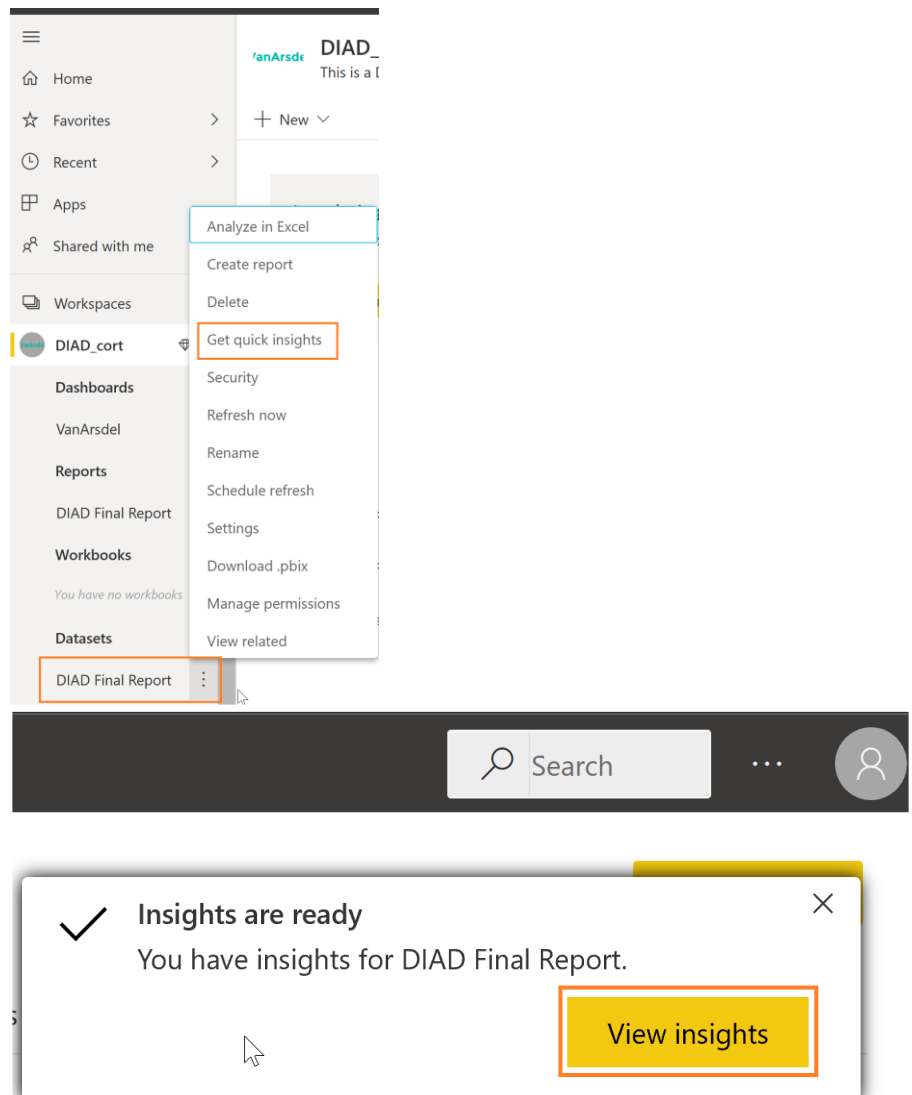 DIAD_
This is a
+ New
Home
Favorites
Recent
Apps
Shared with me
Workspaces
DIAD_cort
Dashboards
VanArsdel
Reports
DIAD Final Report
Workbooks
You have no workbooks
Datasets
DIAD Final Report
Analyze in Excel
Create report
Delete
Get quick insights
Security
Refresh now
Rename
Schedule refresh
Settings
Download .pbix
Manage permissions
View related
Search
Insights are ready
You have insights for DIAD Final Report.
View insights